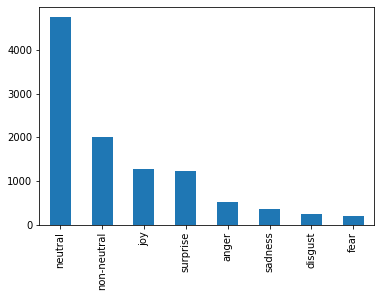 4000
3000
2000
1000
0
neutral
non-neutral
joy
surprise
anger
sadness
disgust
fear